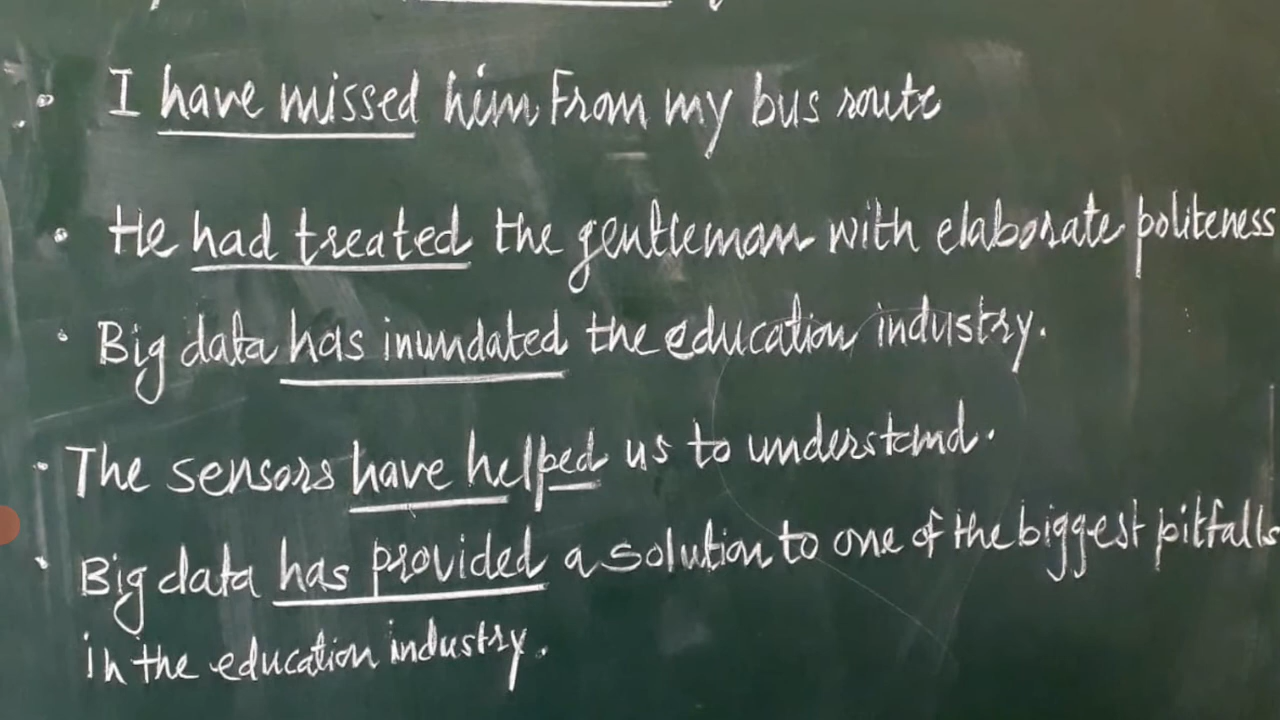 • I have missed him From my bus route
• He had treated the gentleman with elaborate politeness
• Big data has inundated the education industry.
• The sensors have helped us to understand.
• Big data has provided a solution to one of the biggest pitfalls
in the education industry.